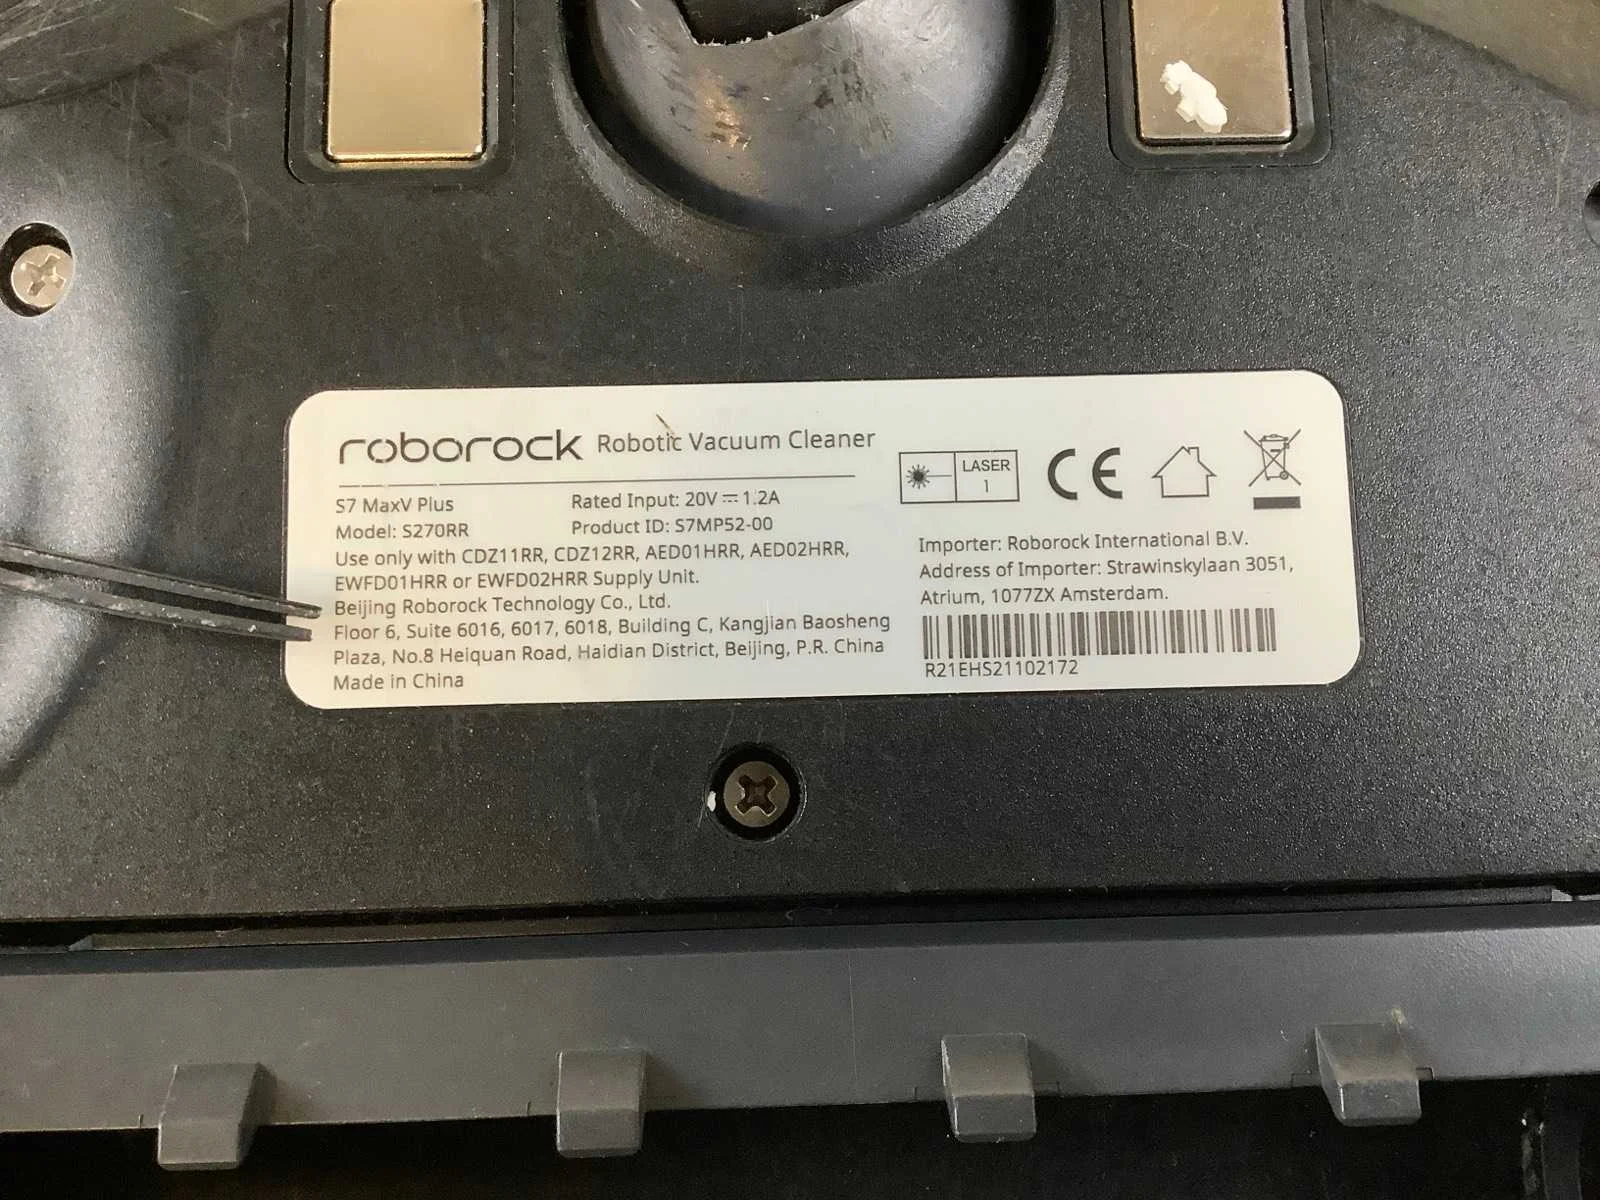 roborock Robotic Vacuum Cleaner
S7 MaxV Plus
Rated Input: 20V ⎓ 1.2A
Model: S270RR
Product ID: S7MP52-00
Use only with CDZ11RR, CDZ12RR, AED01HRR, AED02HRR,
EWFD01HRR or EWFD02HRR Supply Unit.
Beijing Roborock Technology Co., Ltd.
Floor 6, Suite 6016, 6017, 6018, Building C, Kangjian Baosheng
Plaza, No.8 Heiquan Road, Haidian District, Beijing, P.R. China
Made in China
LASER
1
CE
Importer: Roborock International B.V.
Address of Importer: Strawinskylaan 3051,
Atrium, 1077ZX Amsterdam.
R21EHS21102172